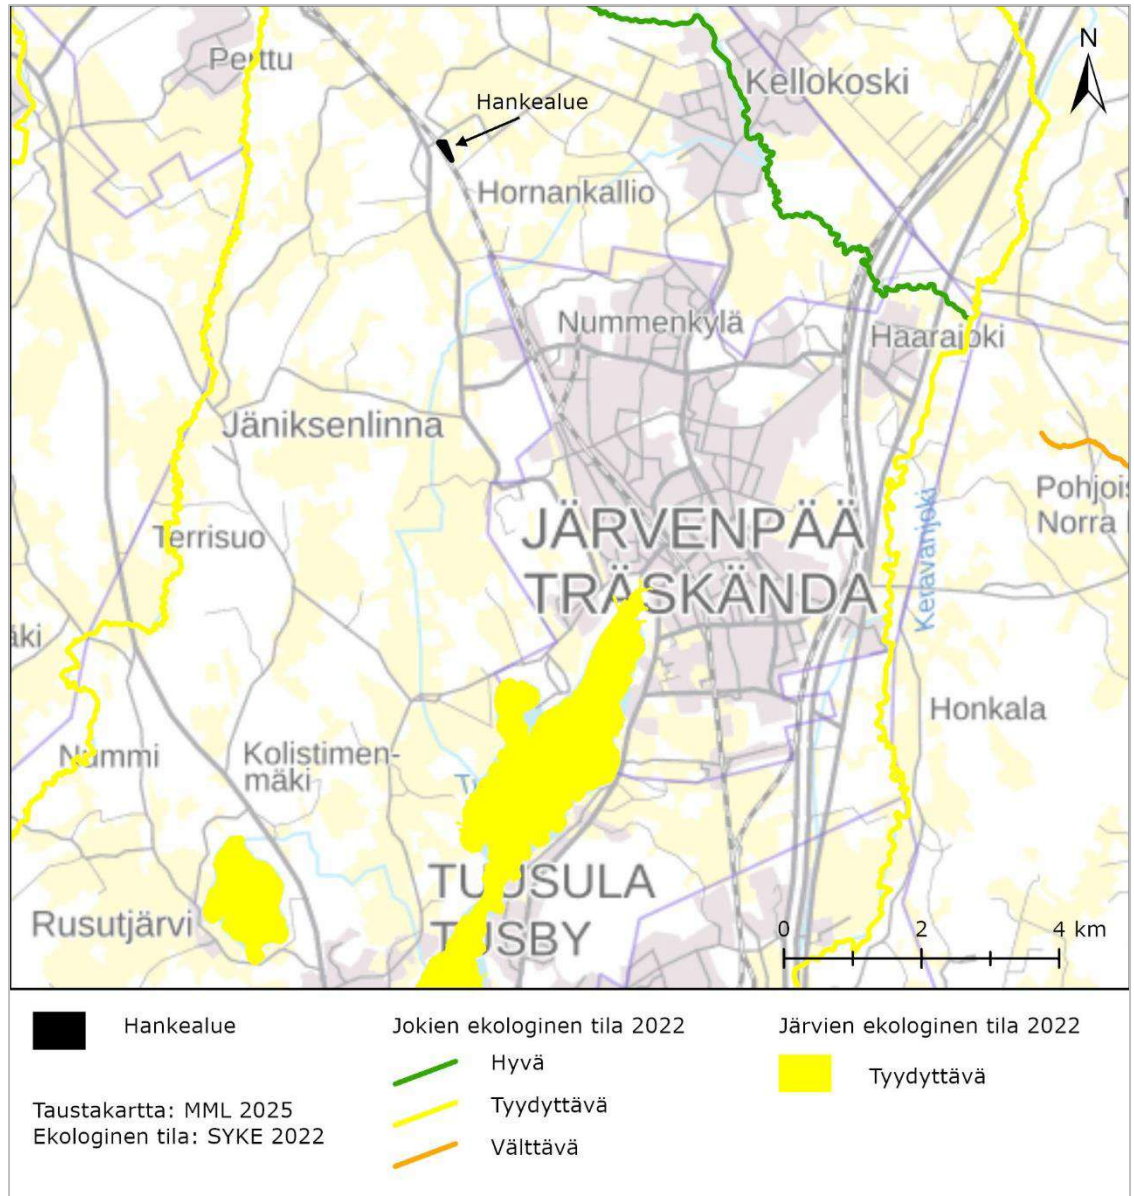 N
Perttu
Kellokoski
Hankealue
Hornankallio
Nummenkylä
Haarajoki
Jäniksenlinna
Pohjois
Norra
Terrisuo
JÄRVENPÄÄ
TRÄSKÄNDA
Keravanjoki
äki
Honkala
Nummi
Kolistimen-
mäki
TUUSULA
TUSBY
Rusutjärvi
0 2 4 km
Hankealue
Taustakartta: MML 2025
Ekologinen tila: SYKE 2022
Jokien ekologinen tila 2022
Hyvä
Tyydyttävä
Välttävä
Järvien ekologinen tila 2022
Tyydyttävä